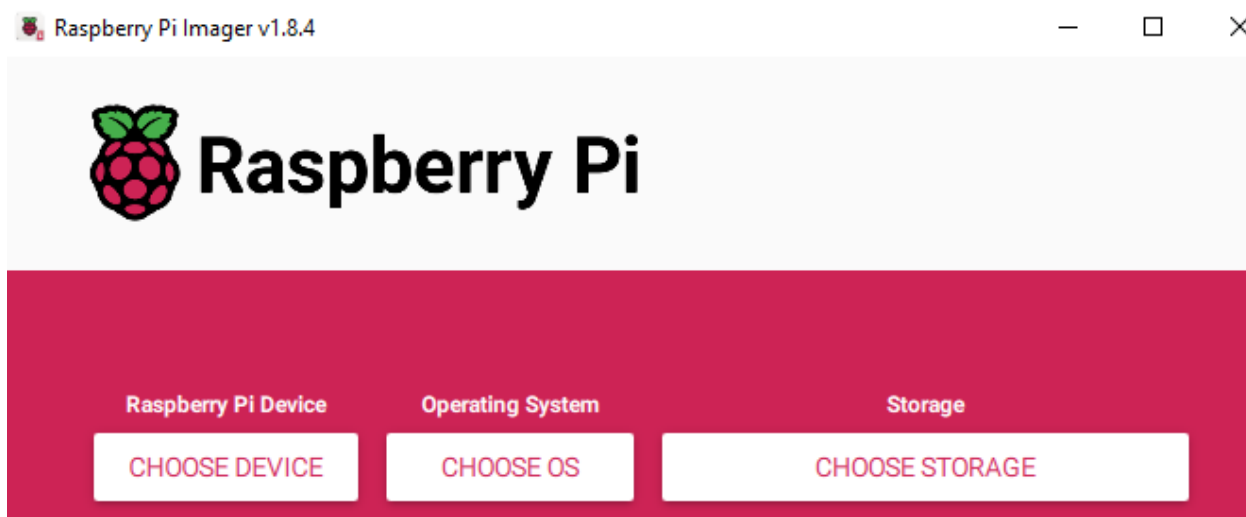 Raspberry Pi Imager v1.8.4
Raspberry Pi
Raspberry Pi Device Operating System Storage
CHOOSE DEVICE CHOOSE OS CHOOSE STORAGE